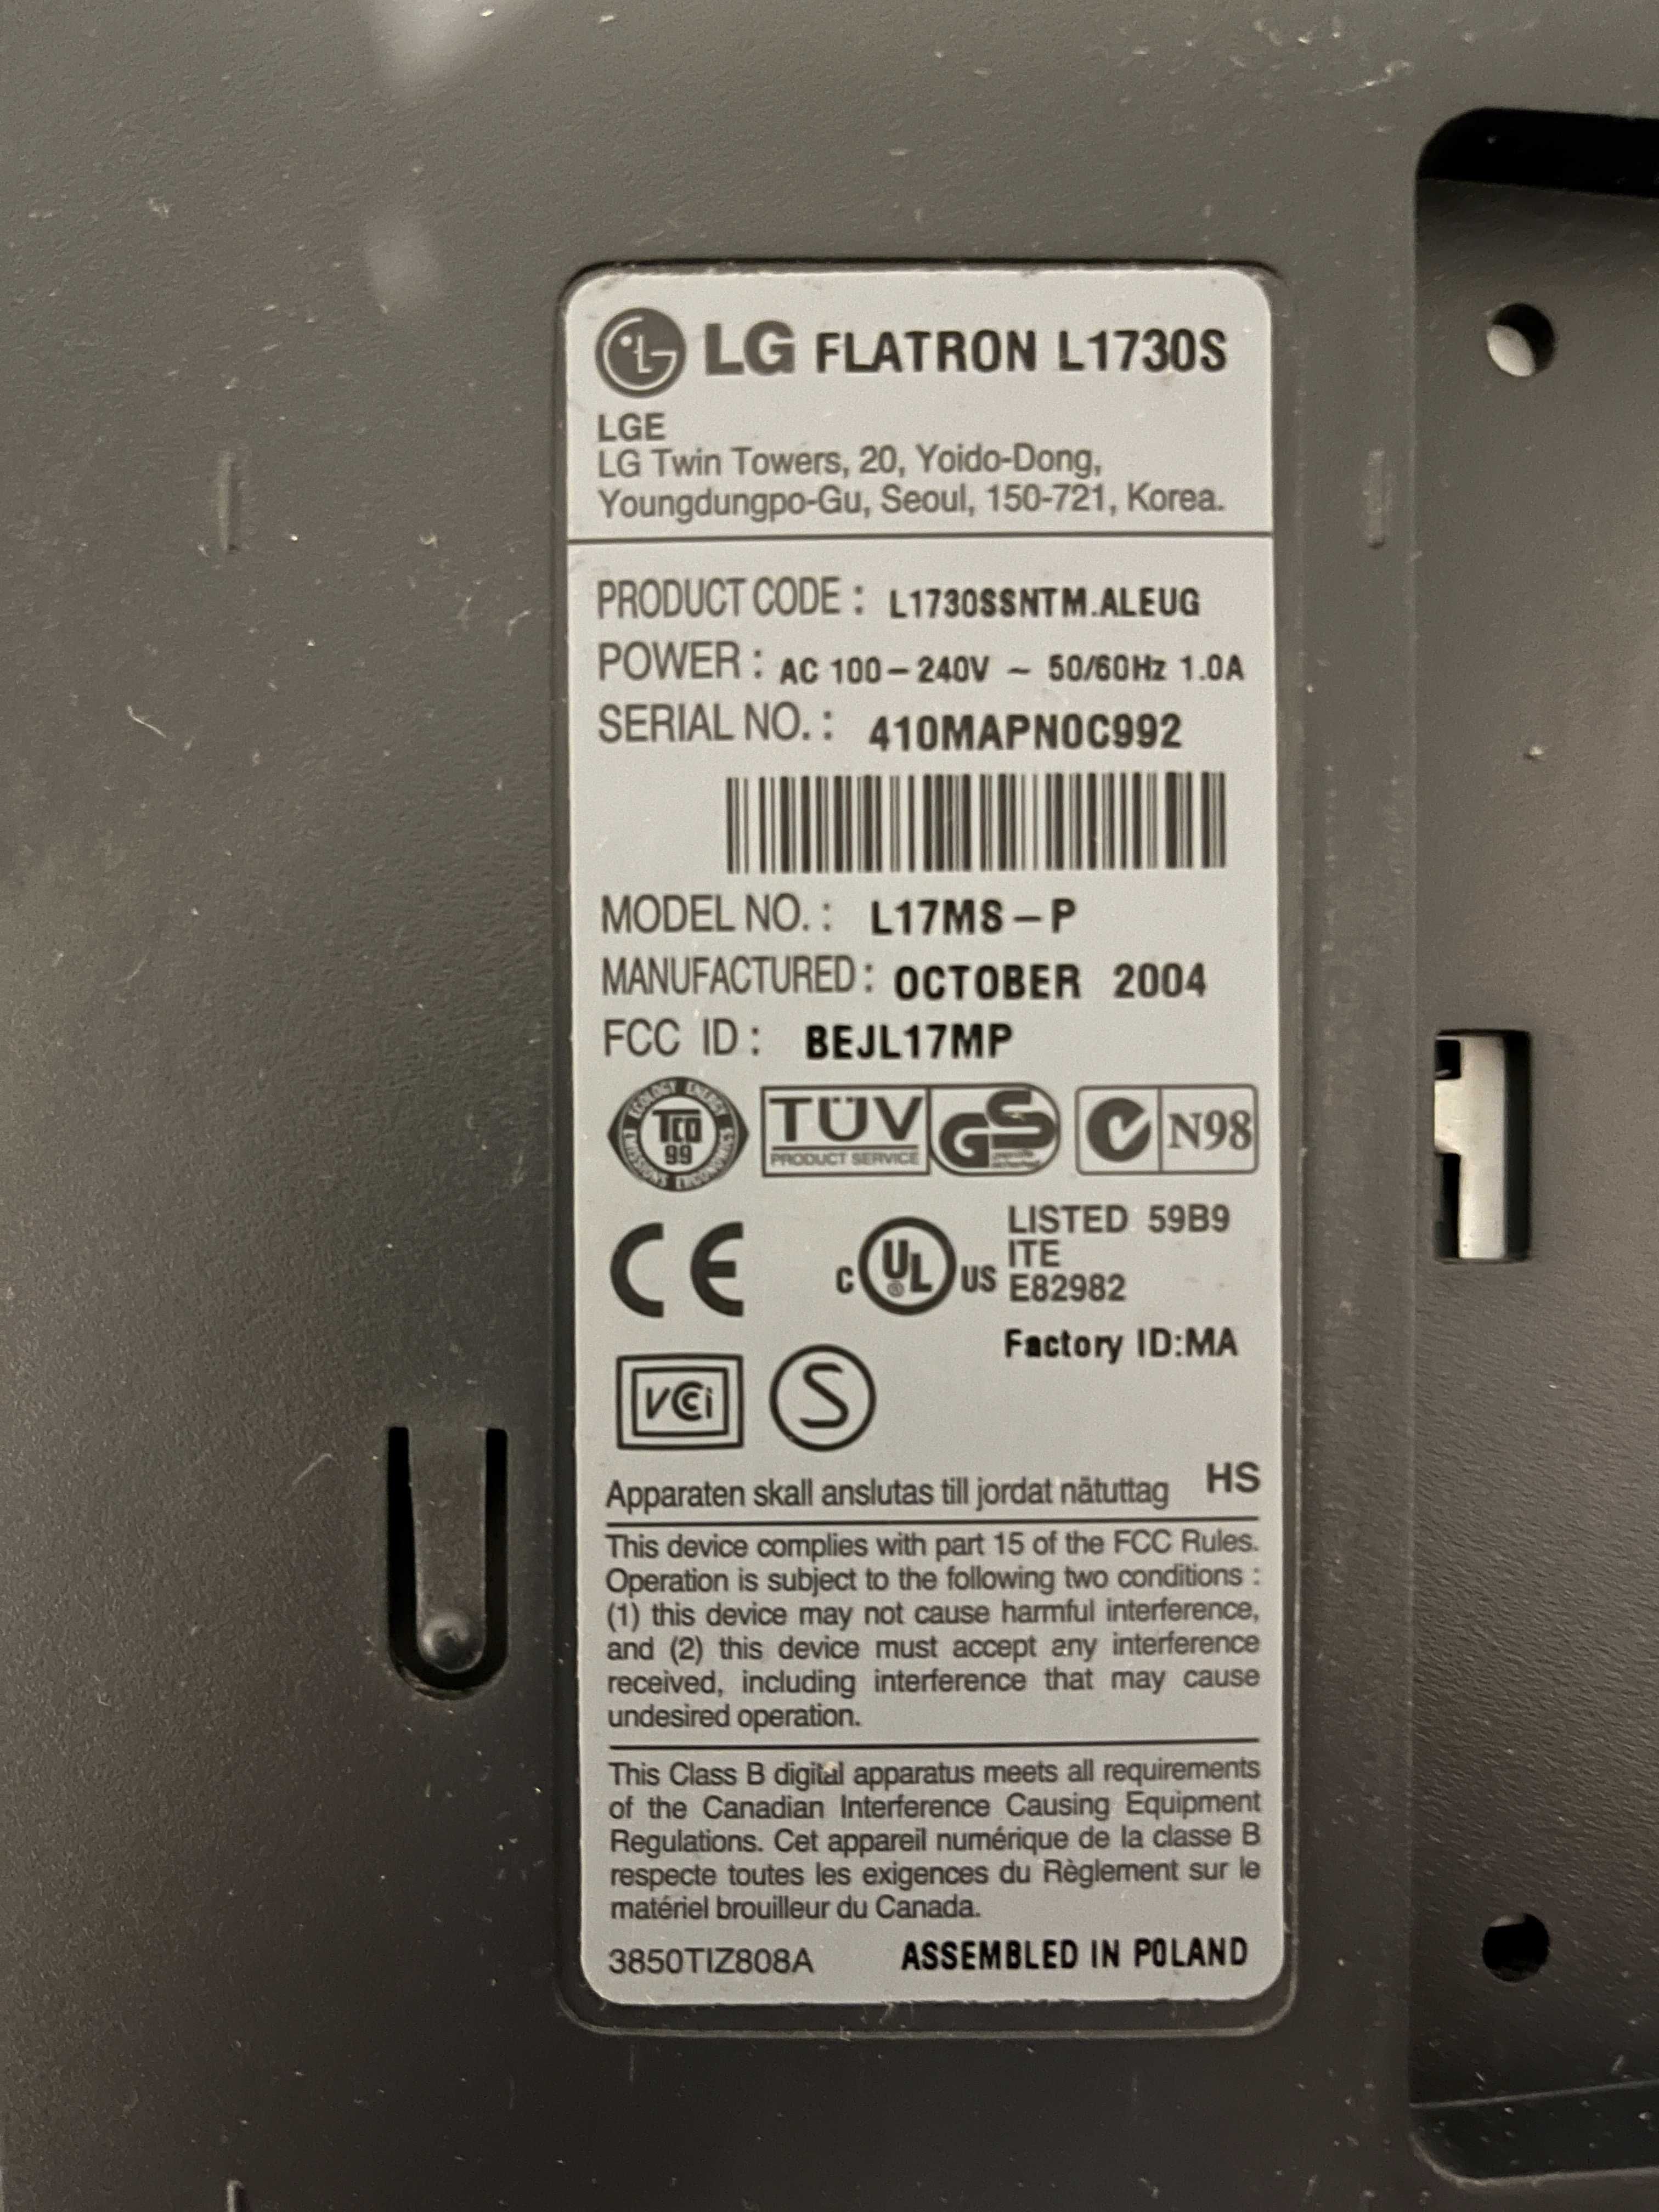 LG FLATRON L1730S
LGE
LG Twin Towers, 20, Yoido-Dong,
Youngdungpo-Gu, Seoul, 150-721, Korea.
PRODUCT CODE : L1730SSNTM.ALEUG
POWER : AC 100–240V ~ 50/60Hz 1.0A
SERIAL NO. : 410MAPN0C992
MODEL NO. : L17MS–P
MANUFACTURED : OCTOBER 2004
FCC ID : BEJL17MP
ECOLOGY ENERGY EMISSIONS ERGONOMICS
TCO 99
TÜV PRODUCT SERVICE
GS geprüfte Sicherheit
N98
CE
C UL ® US
LISTED 59B9
ITE
E82982
Factory ID:MA
VCCI S
Apparaten skall anslutas till jordat nätuttag HS
This device complies with part 15 of the FCC Rules.
Operation is subject to the following two conditions :
(1) this device may not cause harmful interference,
and (2) this device must accept any interference
received, including interference that may cause
undesired operation.
This Class B digital apparatus meets all requirements
of the Canadian Interference Causing Equipment
Regulations. Cet appareil numérique de la classe B
respecte toutes les exigences du Règlement sur le
matériel brouilleur du Canada.
3850TIZ808A ASSEMBLED IN POLAND